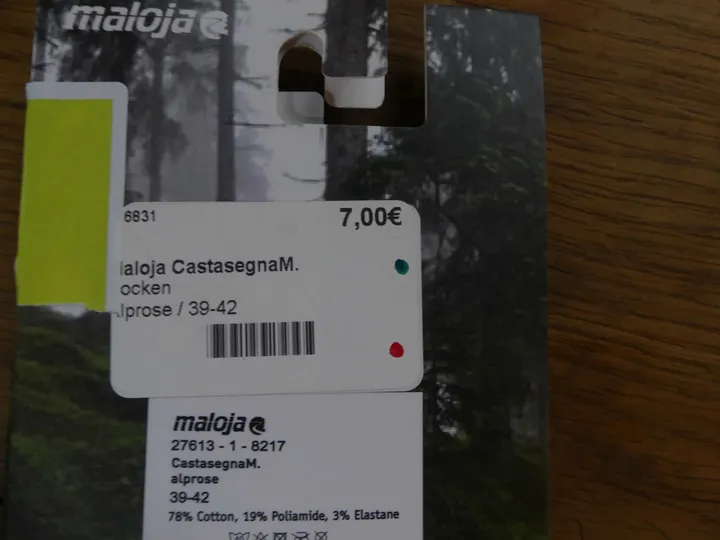 maloja
6831
7,00€
aloja CastasegnaM.
ocken
lprose / 39-42
maloja
27613 - 1 - 8217
CastasegnaM.
alprose
39-42
78% Cotton, 19% Poliamide, 3% Elastane